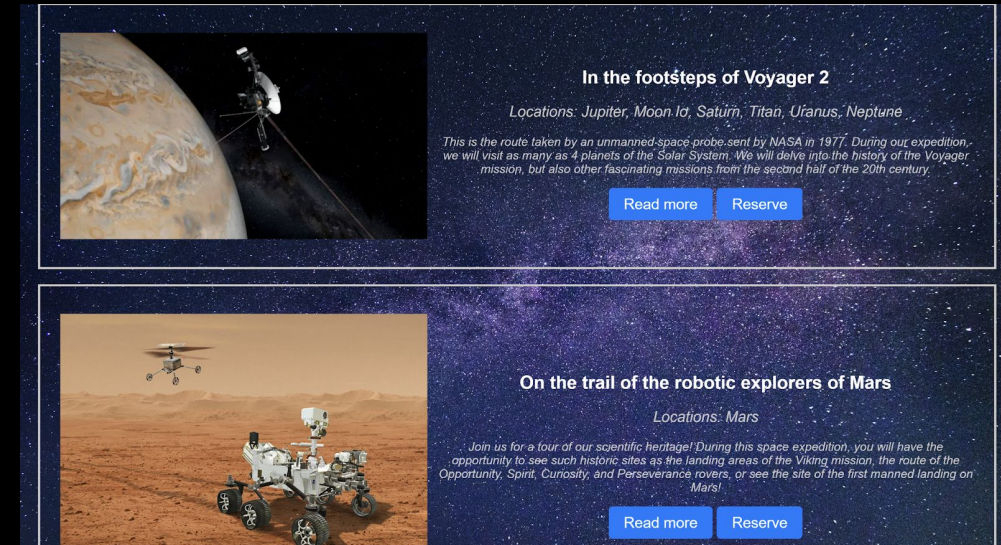 In the footsteps of Voyager 2
Locations: Jupiter, Moon Io, Saturn, Titan, Uranus, Neptune
This is the route taken by an unmanned space probe sent by NASA in 1977. During our expedition,
we will visit as many as 4 planets of the Solar System. We will delve into the history of the Voyager
mission, but also other fascinating missions from the second half of the 20th century.
Read more Reserve
On the trail of the robotic explorers of Mars
Locations: Mars
Join us for a tour of our scientific heritage! During this space expedition, you will have the
opportunity to see such historic sites as the landing areas of the Viking mission, the route of the
Opportunity, Spirit, Curiosity, and Perseverance rovers, or see the site of the first manned landing on
Mars!
Read more Reserve